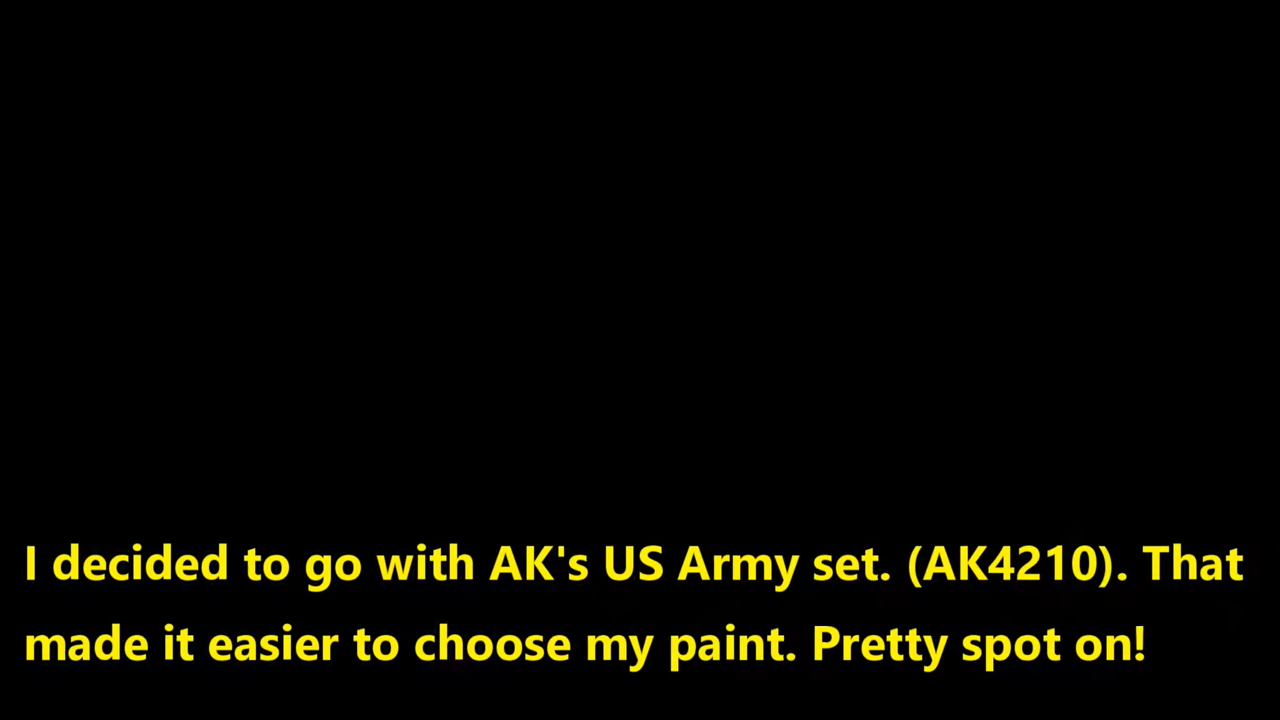 I decided to go with AK's US Army set. (AK4210). That
made it easier to choose my paint. Pretty spot on!